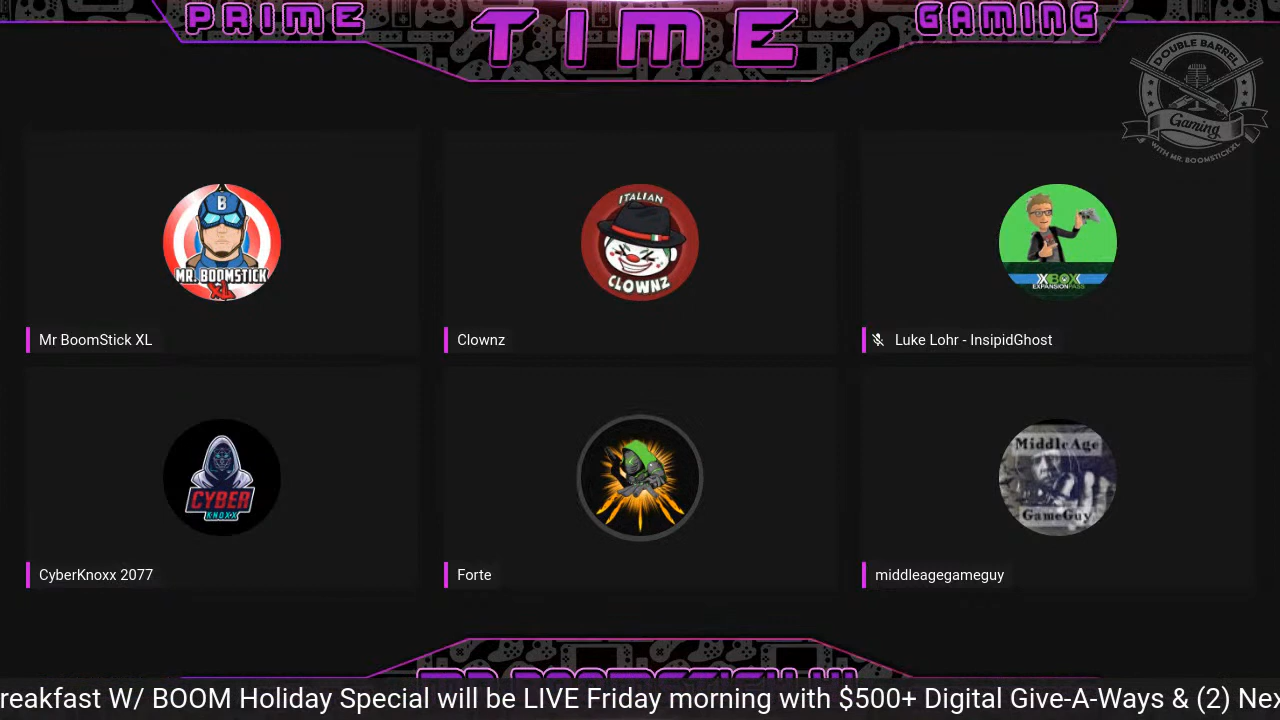 PRIME TIME GAMING
DOUBLE BARREL
Gaming
WITH MR. BOOMSTICKXL
B
MR. BOOMSTICK
XL
Mr BoomStick XL
ITALIAN
CLOWNZ
Clownz
XBOX
EXPANSION PASS
Luke Lohr - InsipidGhost
CYBER
KNOXX
CyberKnoxx 2077
Forte
MiddleAge
GameGuy
middleagegameguy
reakfast W/ BOOM Holiday Special will be LIVE Friday morning with $500+ Digital Give-A-Ways & (2) Nex